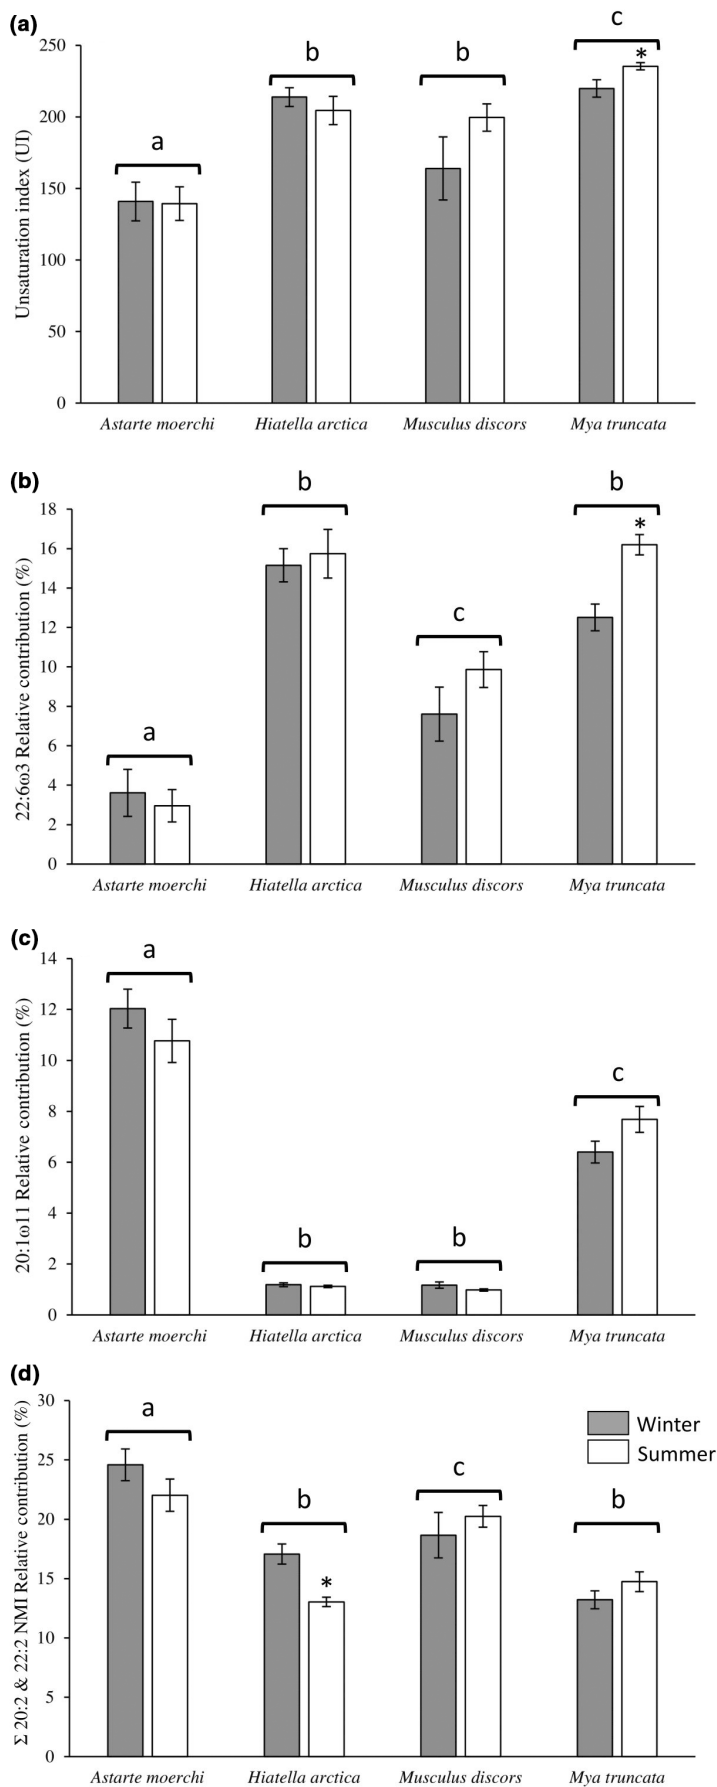 (a)
c
250
b
b
*
200
a
150
100
50
0
Unsaturation index (UI)
Astarte moerchi
Hiatella arctica
Musculus discors
Mya truncata
(b)
b
b
18
*
16
14
c
12
10
8
a
6
4
2
0
22:6ω3 Relative contribution (%)
Astarte moerchi
Hiatella arctica
Musculus discors
Mya truncata
(c)
a
14
12
10
c
8
6
4
b
b
2
0
20:1ω11 Relative contribution (%)
Astarte moerchi
Hiatella arctica
Musculus discors
Mya truncata
(d)
30
a
Winter
Summer
25
c
b
b
20
*
15
10
5
0
Σ 20:2 & 22:2 NMI Relative contribution (%)
Astarte moerchi
Hiatella arctica
Musculus discors
Mya truncata